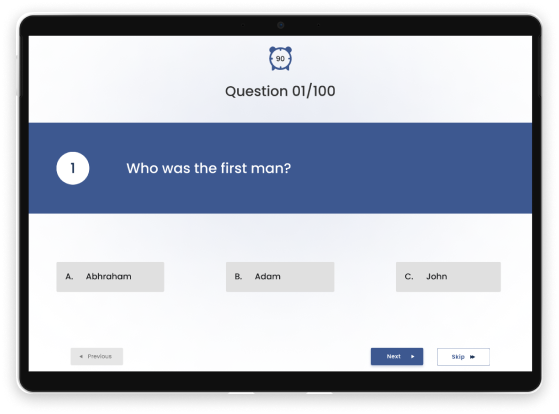 90
Question 01/100
1
Who was the first man?
A. Abhraham
B. Adam
C. John
Previous
Next
Skip